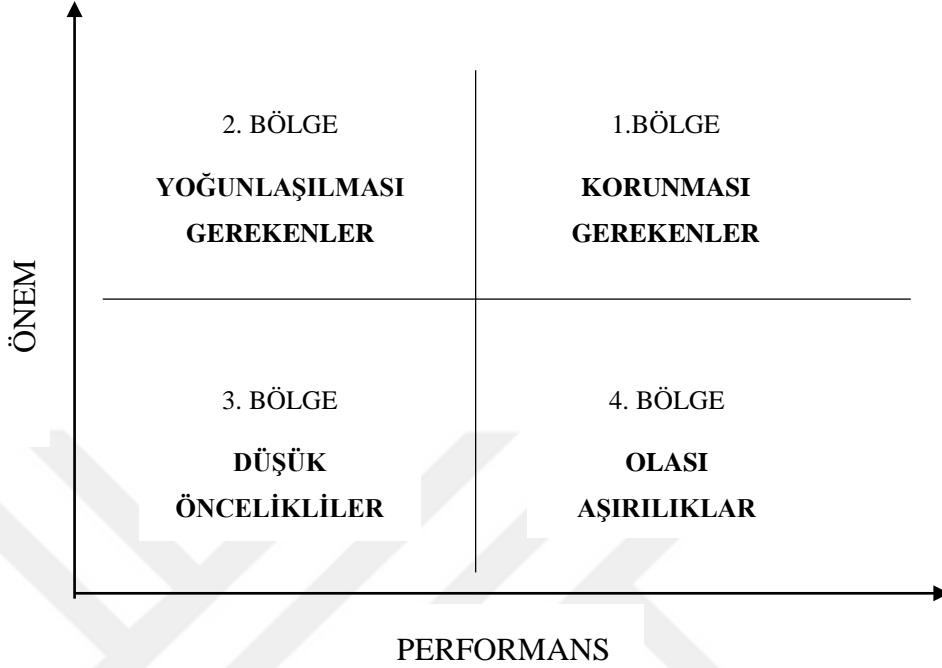 2. BÖLGE
YOĞUNLAŞILMASI
GEREKENLER
1.BÖLGE
KORUNMASI
GEREKENLER
ÖNEM
3. BÖLGE
DÜŞÜK
ÖNCELİKLİLER
4. BÖLGE
OLASI
AŞIRILIKLAR
PERFORMANS